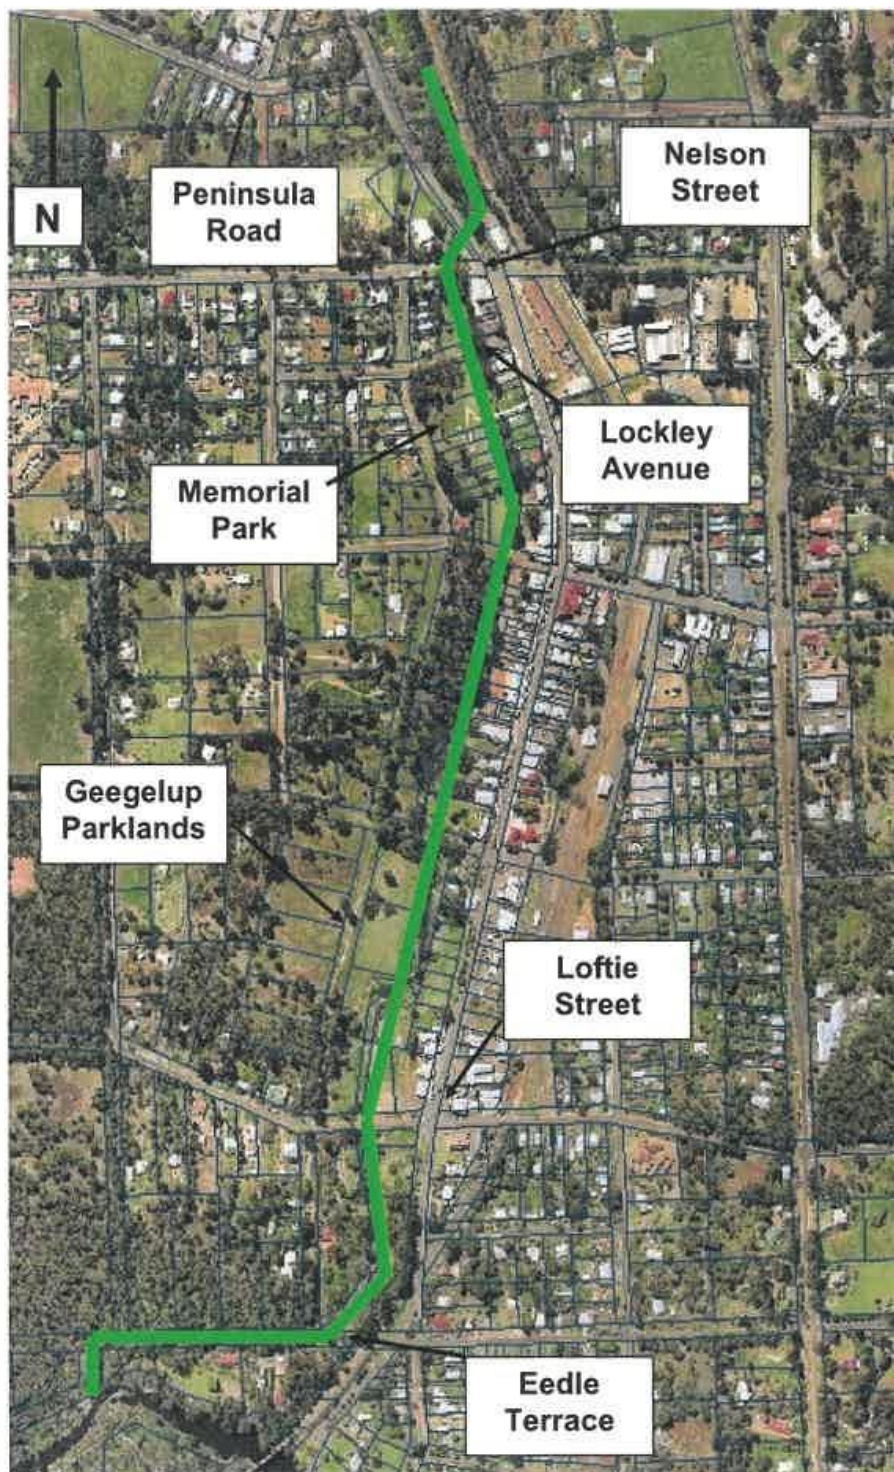 Nelson
Street
Peninsula
Road
N
Lockley
Avenue
Memorial
Park
Geegelup
Parklands
Loftie
Street
Eedle
Terrace